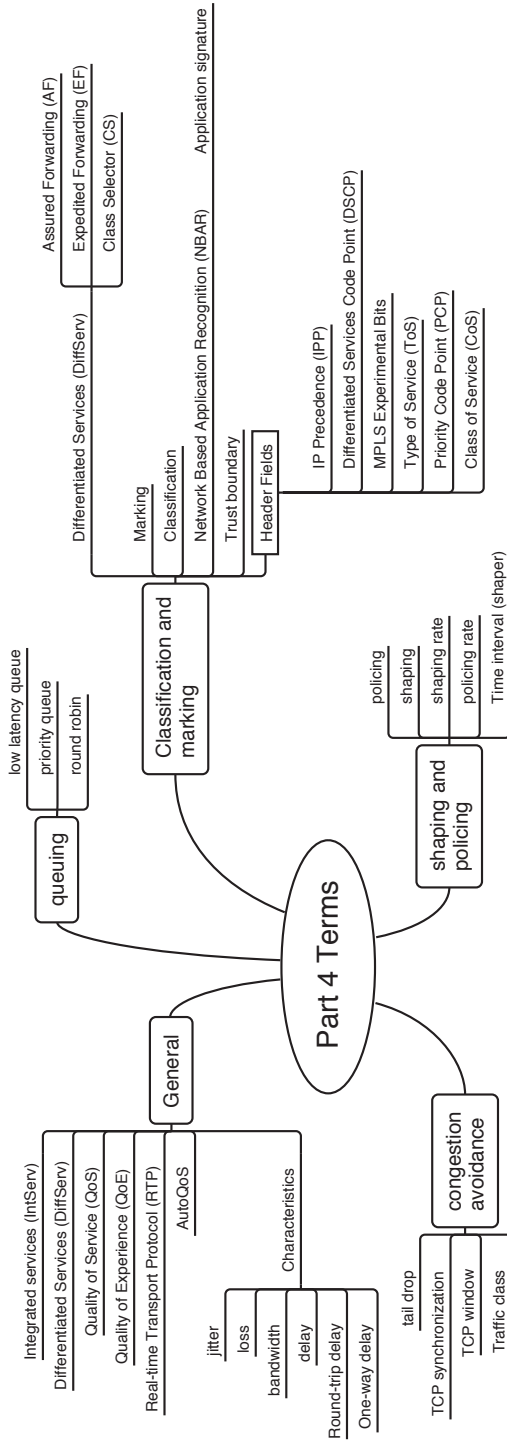 Part 4 Terms
General
Integrated services (IntServ)
Differentiated Services (DiffServ)
Quality of Service (QoS)
Quality of Experience (QoE)
Real-time Transport Protocol (RTP)
AutoQoS
Characteristics
jitter
loss
bandwidth
delay
Round-trip delay
One-way delay
queuing
low latency queue
priority queue
round robin
Classification and
marking
Differentiated Services (DiffServ)
Assured Forwarding (AF)
Expedited Forwarding (EF)
Class Selector (CS)
Marking
Classification
Network Based Application Recognition (NBAR)
Application signature
Trust boundary
Header Fields
IP Precedence (IPP)
Differentiated Services Code Point (DSCP)
MPLS Experimental Bits
Type of Service (ToS)
Priority Code Point (PCP)
Class of Service (CoS)
congestion
avoidance
tail drop
TCP synchronization
TCP window
Traffic class
shaping and
policing
policing
shaping
shaping rate
policing rate
Time interval (shaper)